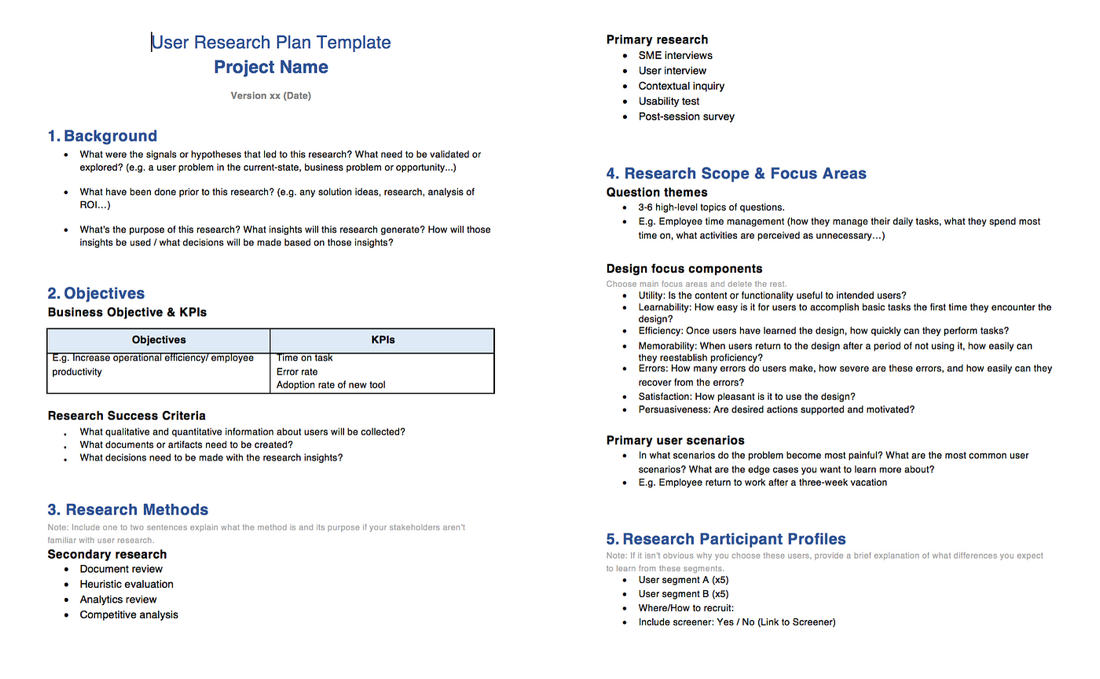 User Research Plan Template
Project Name
Version xx (Date)
1. Background
• What were the signals or hypotheses that led to this research? What need to be validated or
explored? (e.g. a user problem in the current-state, business problem or opportunity...)
• What have been done prior to this research? (e.g. any solution ideas, research, analysis of
ROI...)
• What's the purpose of this research? What insights will this research generate? How will those
insights be used / what decisions will be made based on those insights?
2. Objectives
Business Objective & KPIs
Objectives KPIs
E.g. Increase operational efficiency/ employee
productivity
Time on task
Error rate
Adoption rate of new tool
Research Success Criteria
• What qualitative and quantitative information about users will be collected?
• What documents or artifacts need to be created?
• What decisions need to be made with the research insights?
3. Research Methods
Note: Include one to two sentences explain what the method is and its purpose if your stakeholders aren't
familiar with user research.
Secondary research
• Document review
• Heuristic evaluation
• Analytics review
• Competitive analysis
Primary research
• SME interviews
• User interview
• Contextual inquiry
• Usability test
• Post-session survey
4. Research Scope & Focus Areas
Question themes
• 3-6 high-level topics of questions.
• E.g. Employee time management (how they manage their daily tasks, what they spend most
time on, what activities are perceived as unnecessary...)
Design focus components
Choose main focus areas and delete the rest.
• Utility: Is the content or functionality useful to intended users?
• Learnability: How easy is it for users to accomplish basic tasks the first time they encounter the
design?
• Efficiency: Once users have learned the design, how quickly can they perform tasks?
• Memorability: When users return to the design after a period of not using it, how easily can
they reestablish proficiency?
• Errors: How many errors do users make, how severe are these errors, and how easily can they
recover from the errors?
• Satisfaction: How pleasant is it to use the design?
• Persuasiveness: Are desired actions supported and motivated?
Primary user scenarios
• In what scenarios do the problem become most painful? What are the most common user
scenarios? What are the edge cases you want to learn more about?
• E.g. Employee return to work after a three-week vacation
5. Research Participant Profiles
Note: If it isn't obvious why you choose these users, provide a brief explanation of what differences you expect
to learn from these segments.
• User segment A (x5)
• User segment B (x5)
• Where/How to recruit:
• Include screener: Yes / No (Link to Screener)